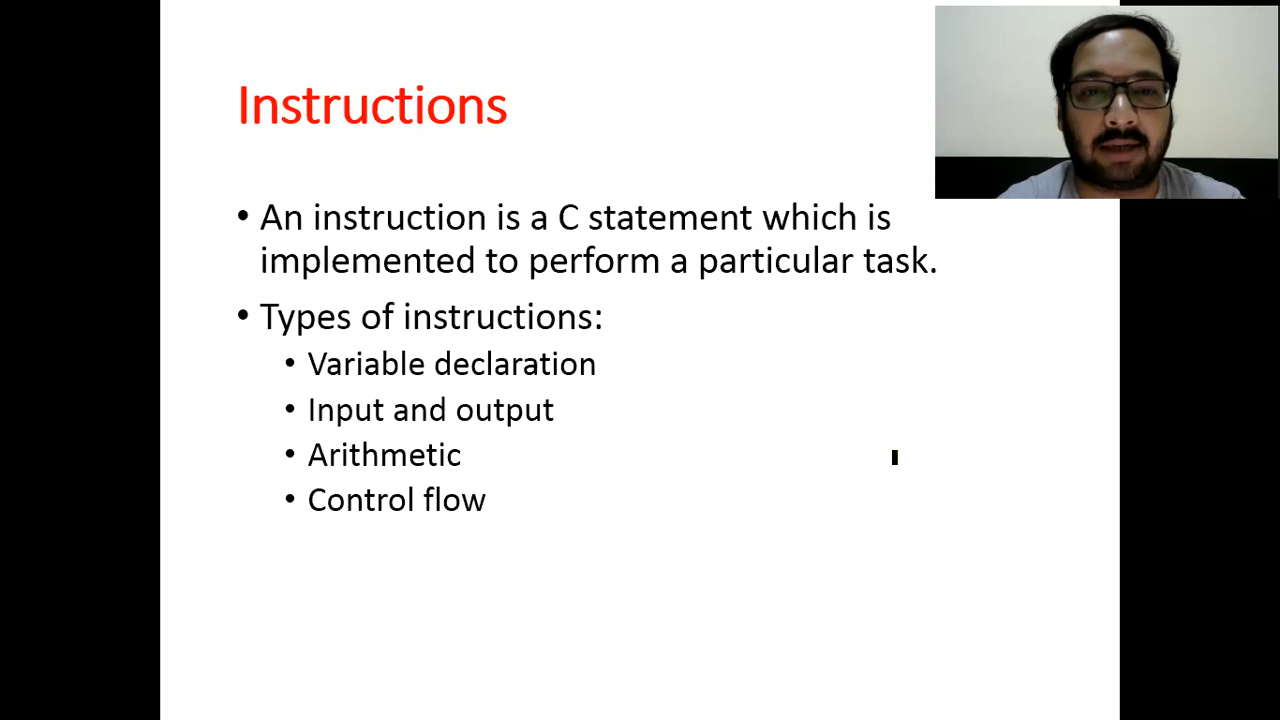 Instructions
• An instruction is a C statement which is
implemented to perform a particular task.
• Types of instructions:
• Variable declaration
• Input and output
• Arithmetic
• Control flow